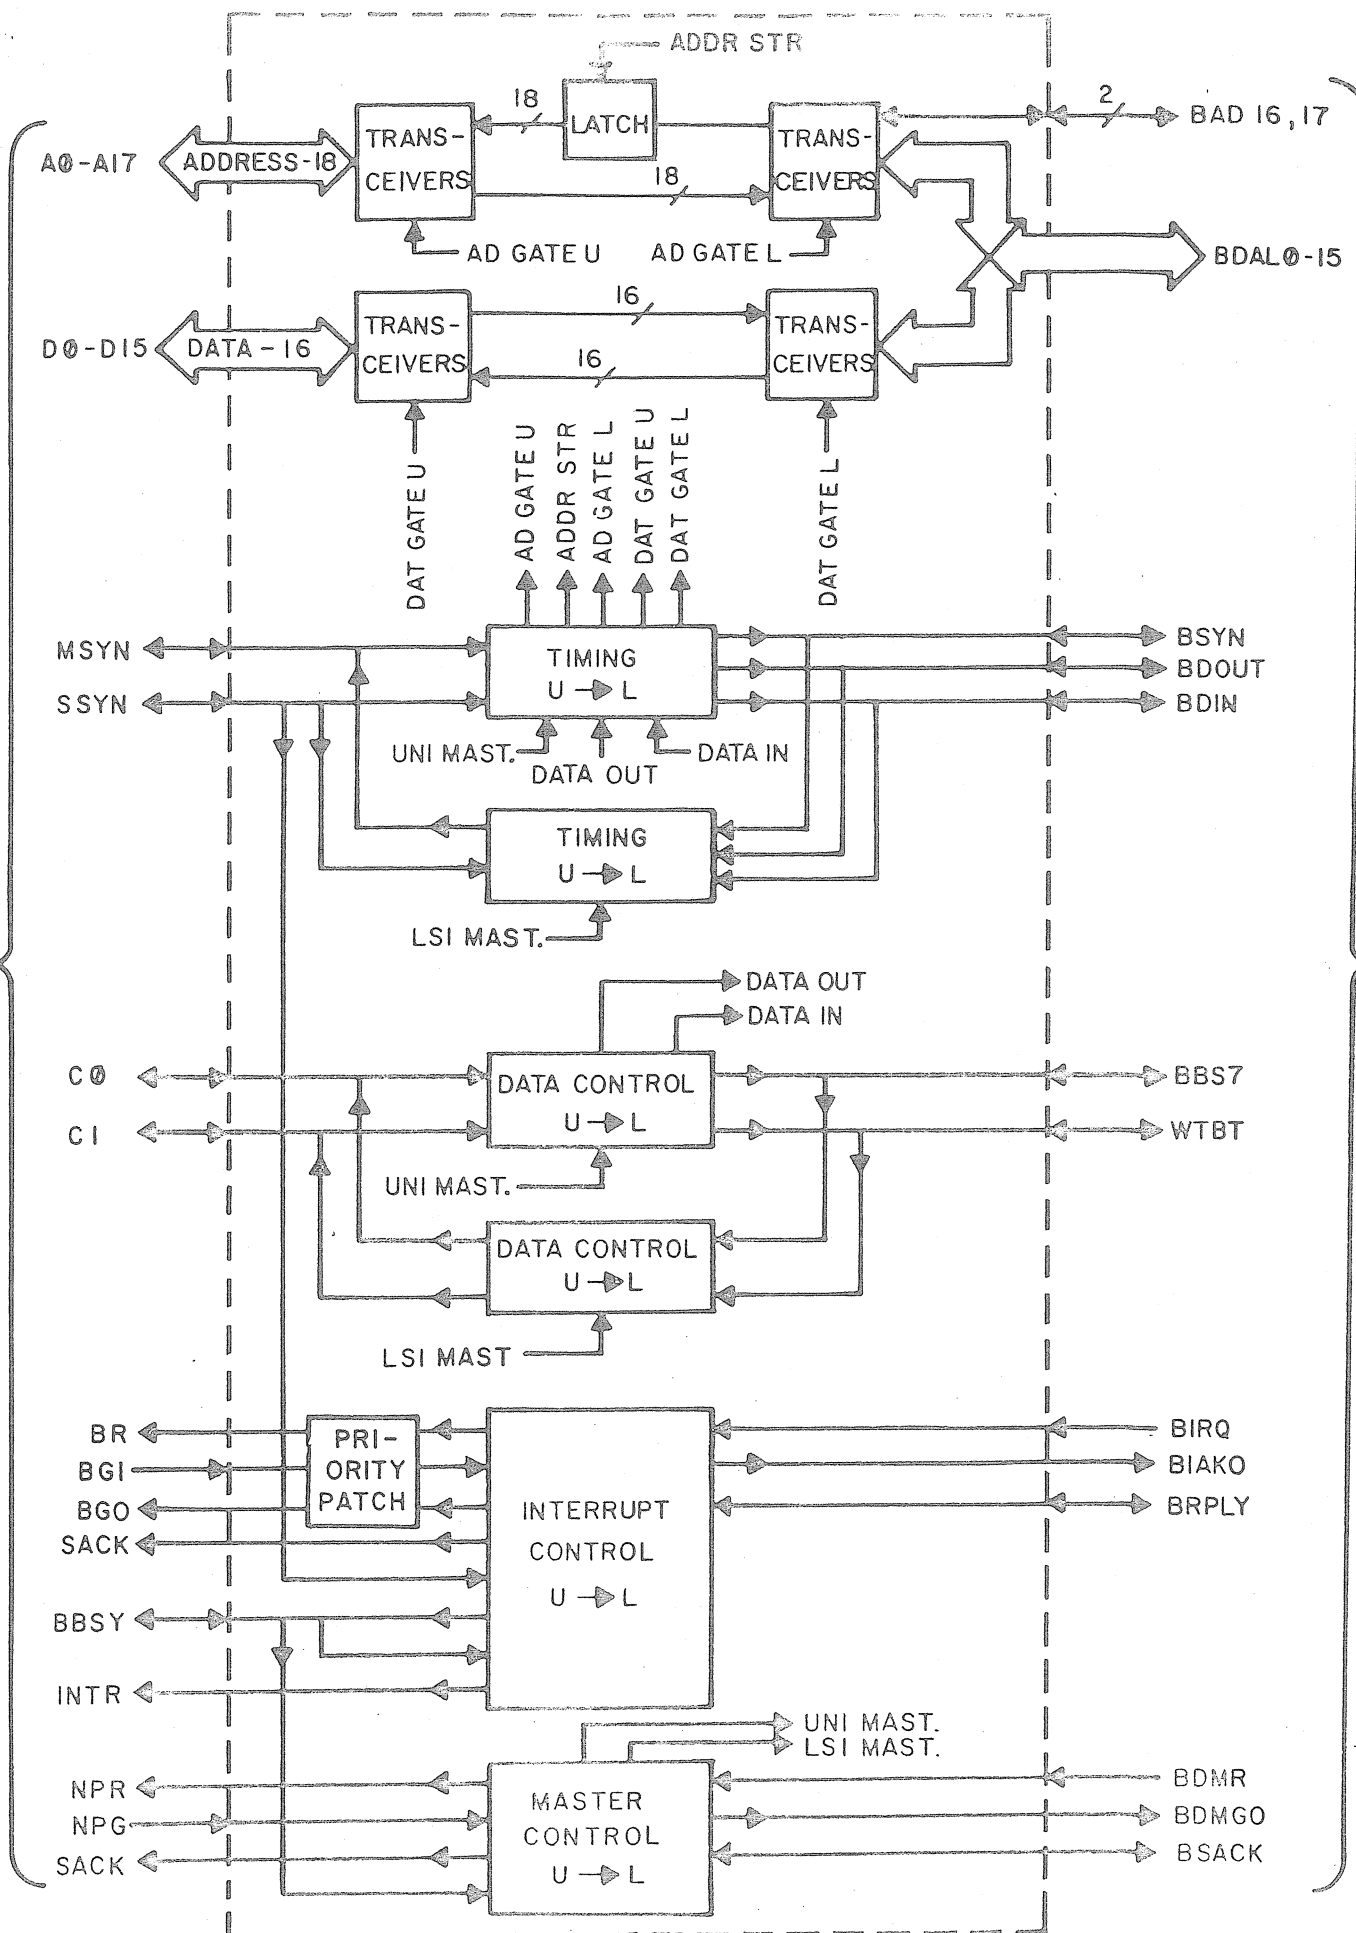 ADDR STR
18
LATCH
2
BAD 16, 17
A0-A17
ADDRESS-18
TRANS-
CEIVERS
18
TRANS-
CEIVERS
AD GATE U
AD GATE L
BDAL0-15
D0-D15
DATA-16
TRANS-
CEIVERS
16
16
TRANS-
CEIVERS
DAT GATE U
AD GATE U
ADDR STR
AD GATE L
DAT GATE U
DAT GATE L
DAT GATE L
MSYN
SSYN
TIMING
U L
BSYN
BDOUT
BDIN
UNI MAST.
DATA OUT
DATA IN
TIMING
U L
LSI MAST.
DATA OUT
DATA IN
C0
C1
DATA CONTROL
U L
BBS7
WTBT
UNI MAST.
DATA CONTROL
U L
LSI MAST
BR
BGI
BGO
SACK
PRI-
ORITY
PATCH
INTERRUPT
CONTROL
U L
BIRQ
BIAKO
BRPLY
BBSY
INTR
UNI MAST.
LSI MAST.
NPR
NPG
SACK
MASTER
CONTROL
U L
BDMR
BDMGO
BSACK